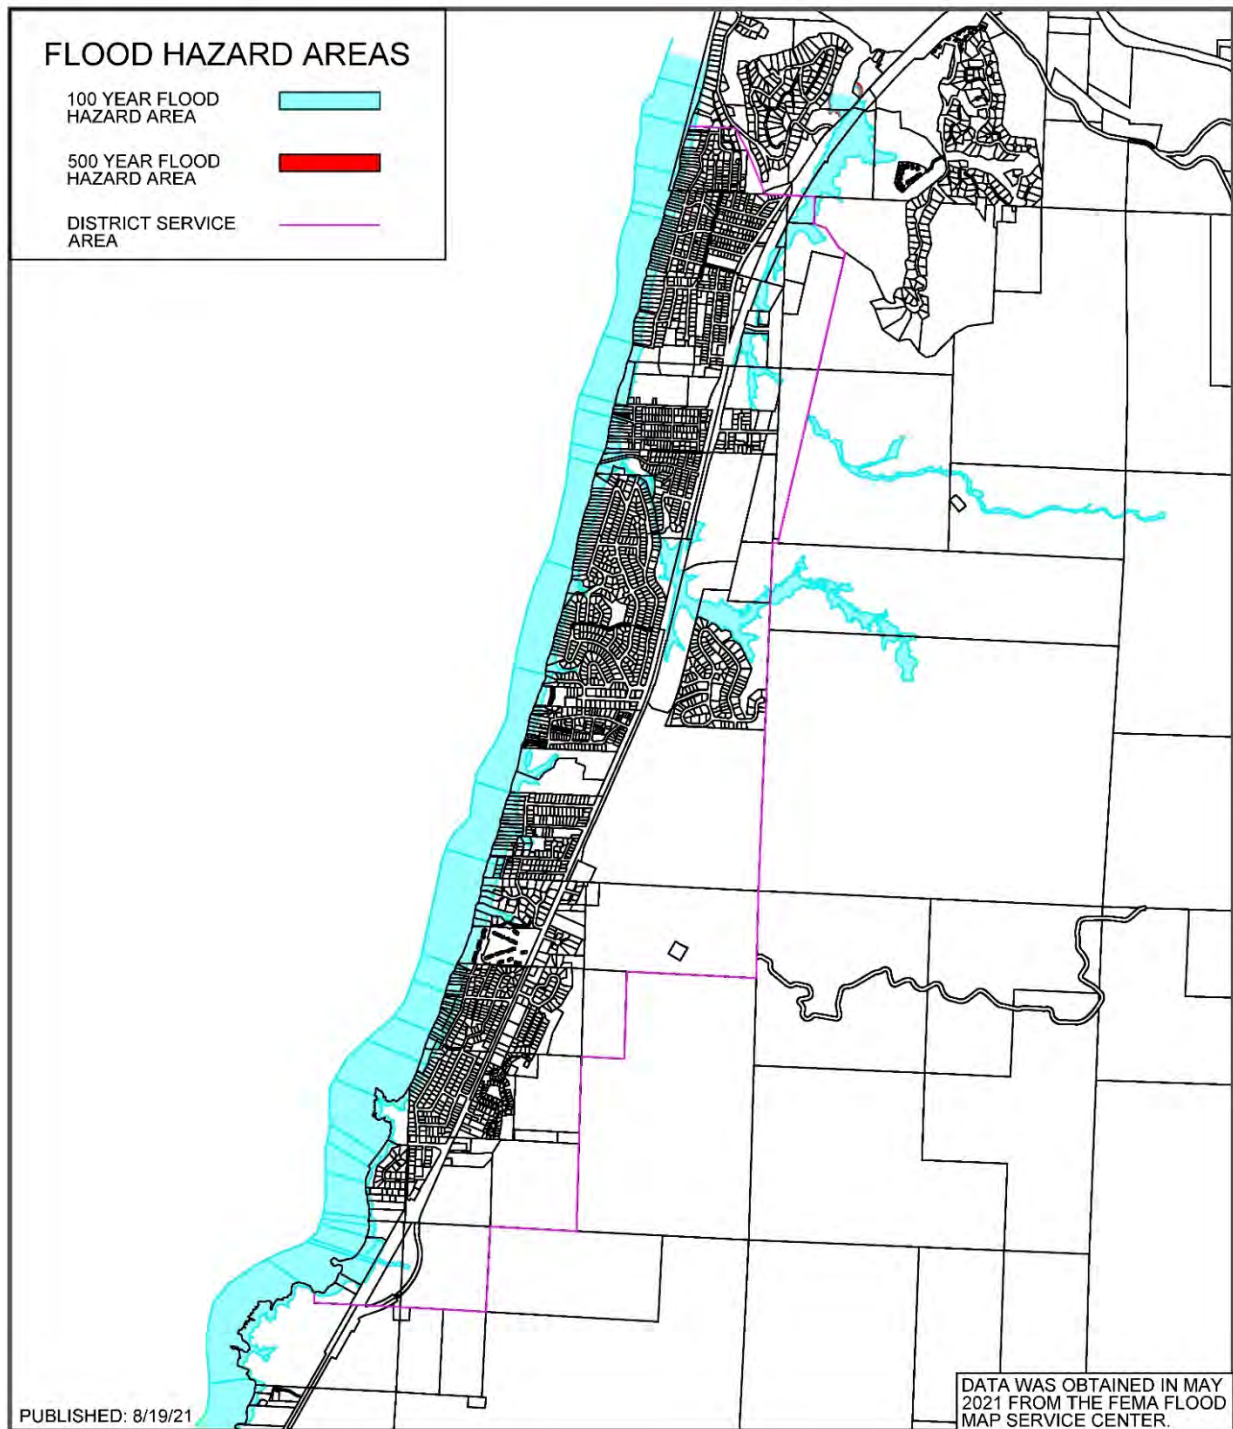 FLOOD HAZARD AREAS
100 YEAR FLOOD
HAZARD AREA
500 YEAR FLOOD
HAZARD AREA
DISTRICT SERVICE
AREA
PUBLISHED: 8/19/21
DATA WAS OBTAINED IN MAY
2021 FROM THE FEMA FLOOD
MAP SERVICE CENTER.